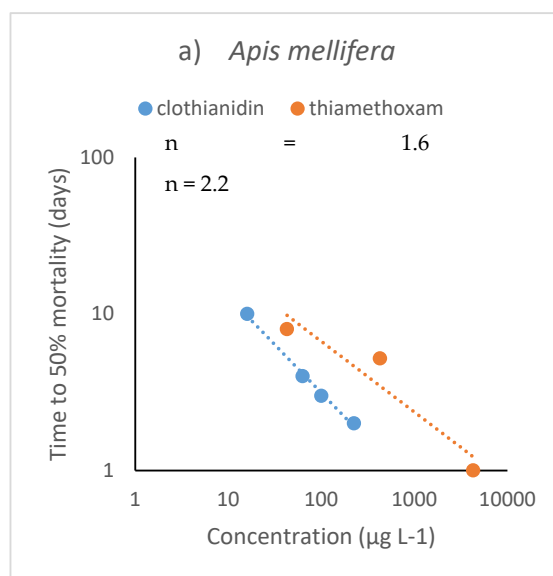 a) Apis mellifera
clothianidin thiamethoxam
n = 1.6
n = 2.2
Time to 50% mortality (days)
100
10
1
1 10 100 1000 10000
Concentration (µg L-1)